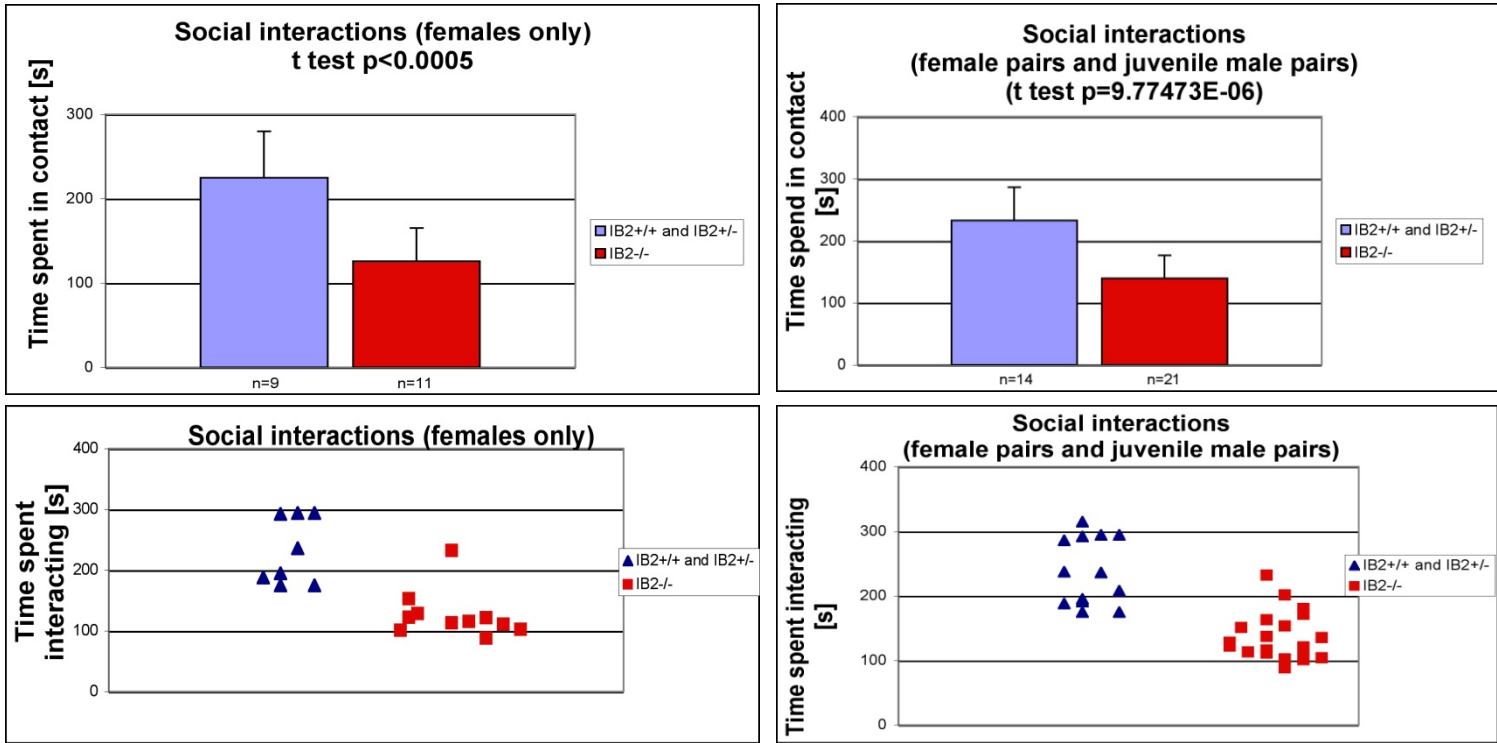 Social interactions (females only)
t test p<0.0005
Time spent in contact [s]
300
200
100
0
n=9
n=11
IB2+/+ and IB2+/-
IB2-/-
Social interactions
(female pairs and juvenile male pairs)
(t test p=9.77473E-06)
Time spend in contact
[s]
400
300
200
100
0
n=14
n=21
IB2+/+ and IB2+/-
IB2-/-
Social interactions (females only)
Time spent
interacting [s]
400
300
200
100
0
IB2+/+ and IB2+/-
IB2-/-
Social interactions
(female pairs and juvenile male pairs)
Time spent interacting
[s]
400
300
200
100
0
IB2+/+ and IB2+/-
IB2-/-